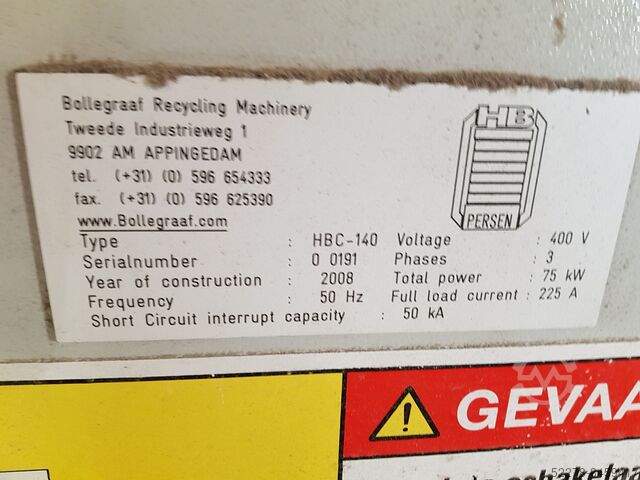 Bollegraaf Recycling Machinery
Tweede Industrieweg 1
9902 AM APPINGEDAM
tel. (+31) (0) 596 654333
fax. (+31) (0) 596 625390
www.Bollegraaf.com
HB
PERSEN
Type : HBC-140 Voltage : 400 V
Serialnumber : 0 0191 Phases : 3
Year of construction : 2008 Total power : 75 kW
Frequency : 50 Hz Full load current : 225 A
Short Circuit interrupt capacity : 50 kA
GEVAA